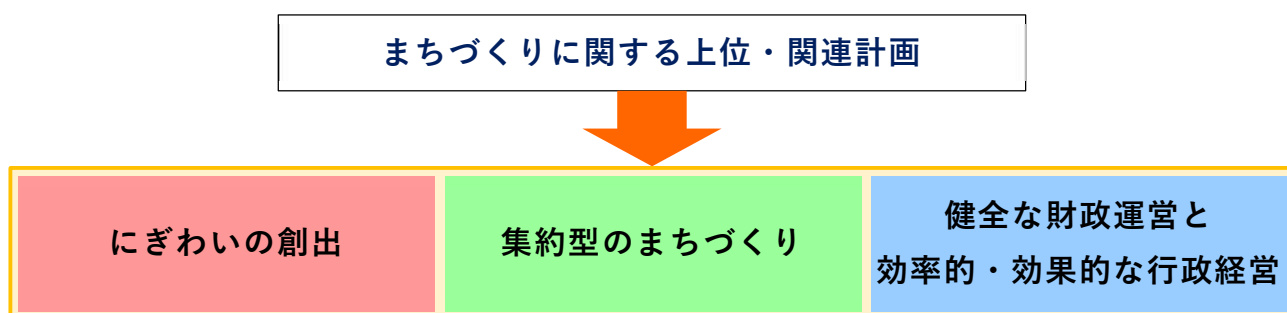 まちづくりに関する上位・関連計画
にぎわいの創出
集約型のまちづくり
健全な財政運営と
効率的・効果的な行政経営